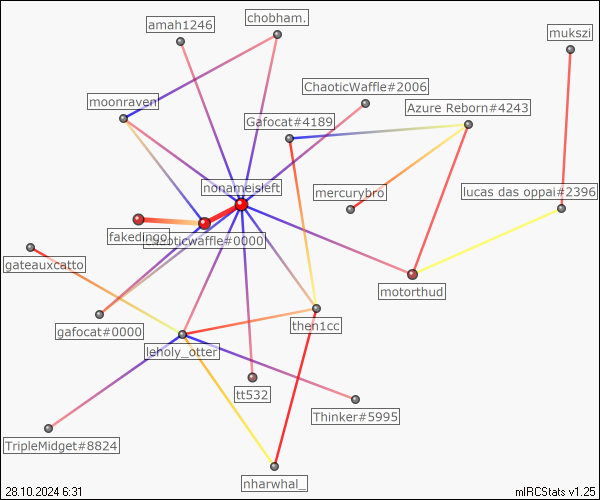 amah1246
chobham.
mukszi
ChaoticWaffle#2006
moonraven
Azure Reborn#4243
Gafocat#4189
nonameisleft
mercurybro
lucas das oppai#2396
fakedingo
chaoticwaffle#0000
gateauxcatto
motorthud
gafocat#0000
then1cc
leholy_otter
tt532
Thinker#5995
TripleMidget#8824
nharwhal_
28.10.2024 6:31
mIRCStats v1.25